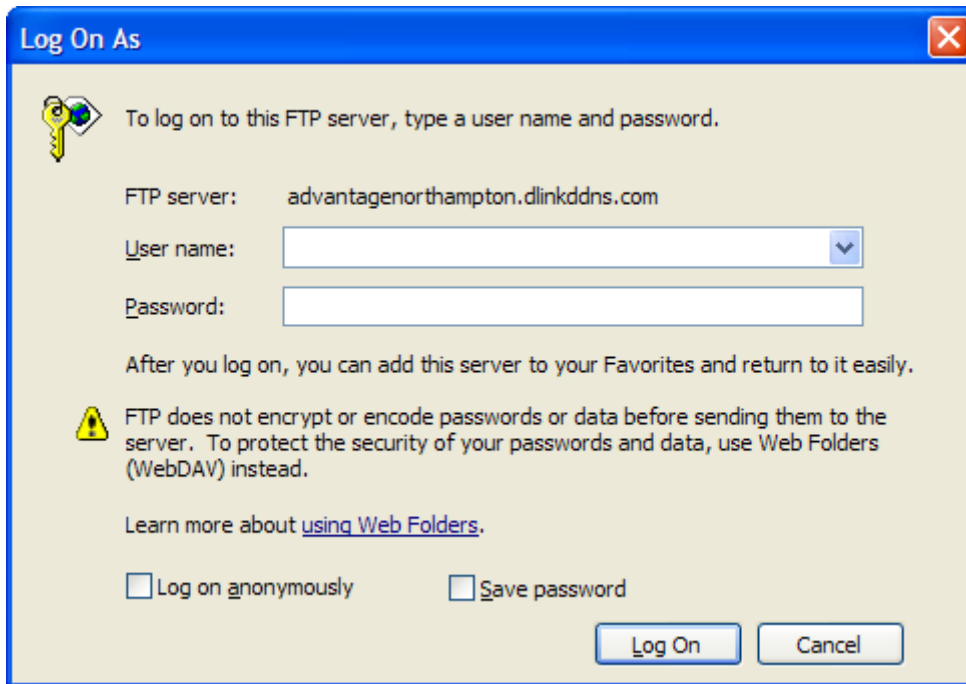 Log On As
To log on to this FTP server, type a user name and password.
FTP server: advantagenorthampton.dlinkddns.com
User name:
Password:
After you log on, you can add this server to your Favorites and return to it easily.
FTP does not encrypt or encode passwords or data before sending them to the
server. To protect the security of your passwords and data, use Web Folders
(WebDAV) instead.
Learn more about using Web Folders.
Log on anonymously Save password
Log On Cancel